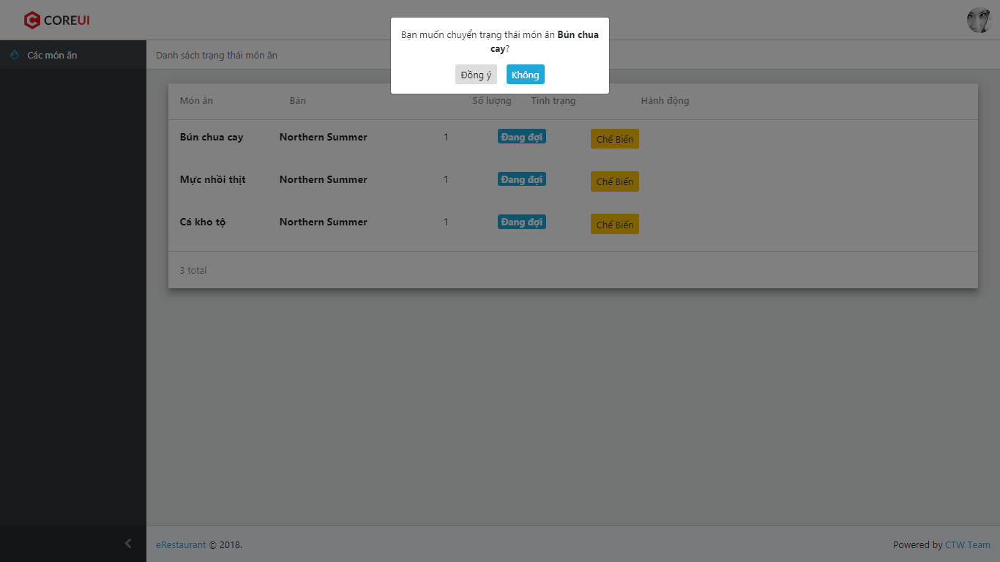 COREUI
Bạn muốn chuyển trạng thái món ăn Bún chua
cay?
Đồng ý Không
Các món ăn
Danh sách trạng thái món ăn
Món ăn Bàn Số lượng Tình trạng Hành động
Bún chua cay Northern Summer 1 Đang đợi Chế Biến
Mực nhồi thịt Northern Summer 1 Đang đợi Chế Biến
Cá kho tộ Northern Summer 1 Đang đợi Chế Biến
3 total
eRestaurant © 2018. Powered by CTW Team